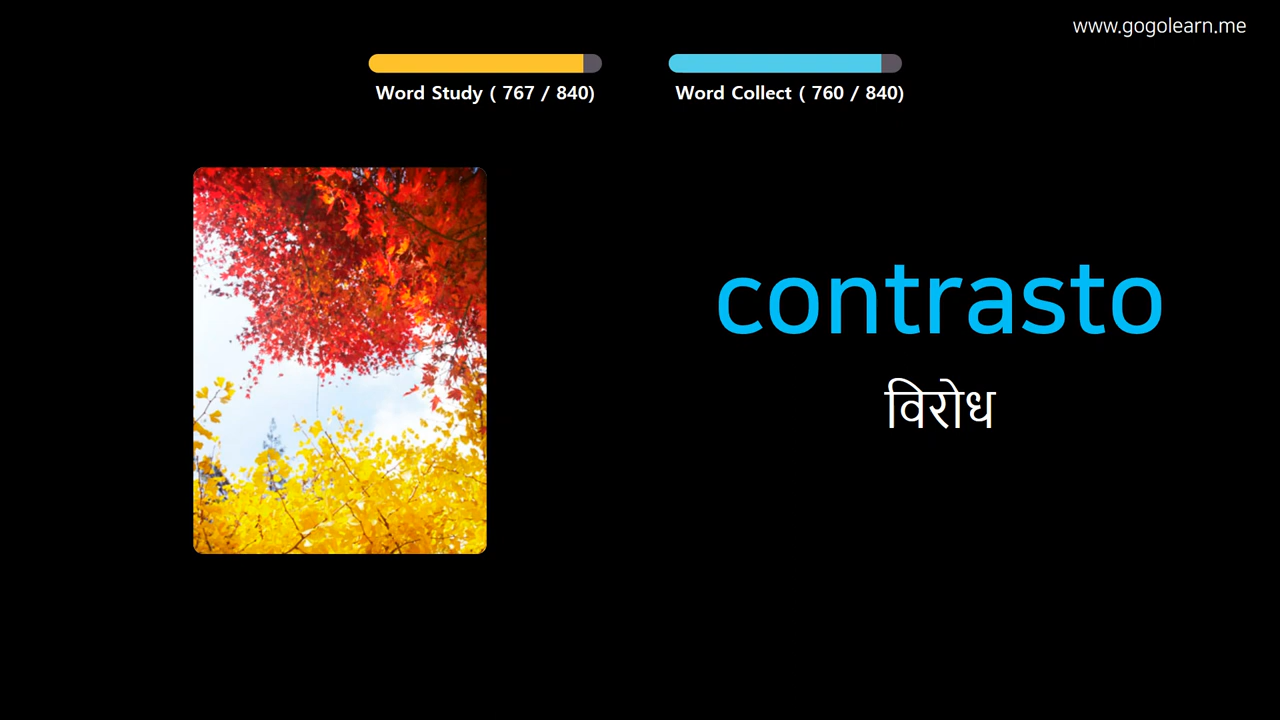 www.gogolearn.me
Word Study ( 767 / 840)
Word Collect ( 760 / 840)
contrasto
विरोध